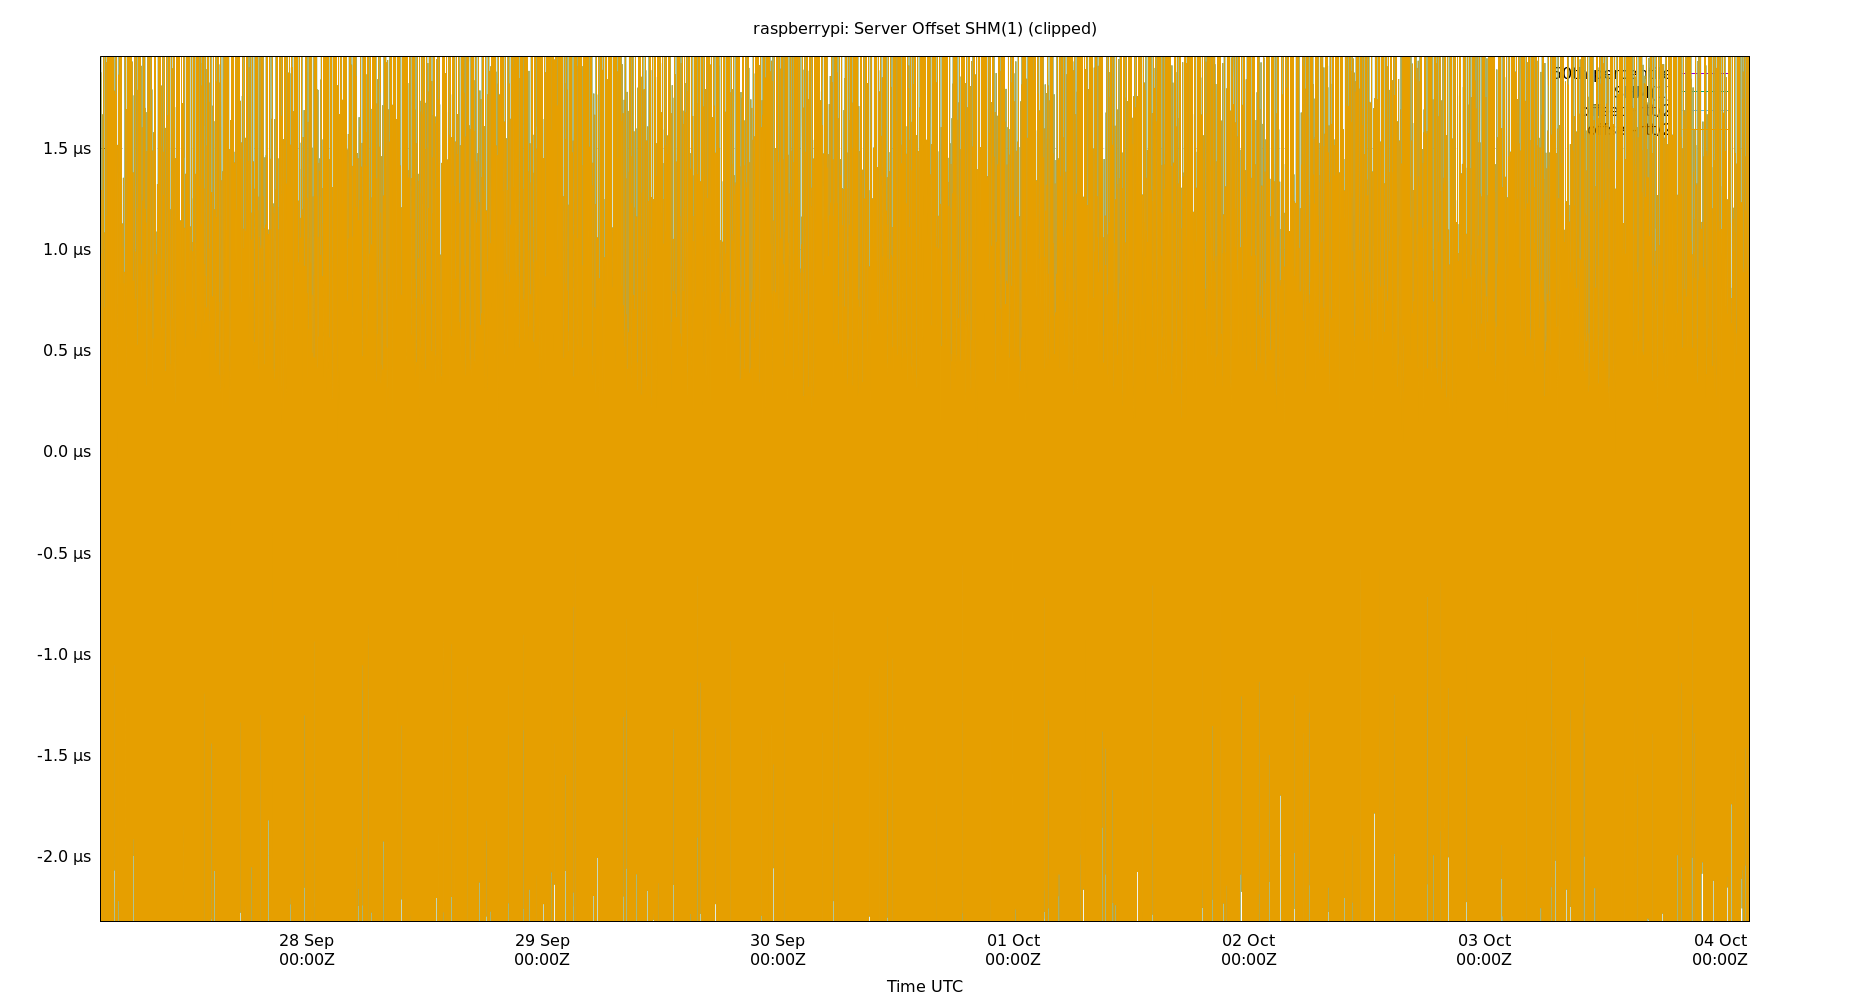 raspberrypi: Server Offset SHM(1) (clipped)
1.5 µs
1.0 µs
0.5 µs
0.0 µs
-0.5 µs
-1.0 µs
-1.5 µs
-2.0 µs
28 Sep 29 Sep 30 Sep 01 Oct 02 Oct 03 Oct 04 Oct
00:00Z 00:00Z 00:00Z 00:00Z 00:00Z 00:00Z 00:00Z
Time UTC